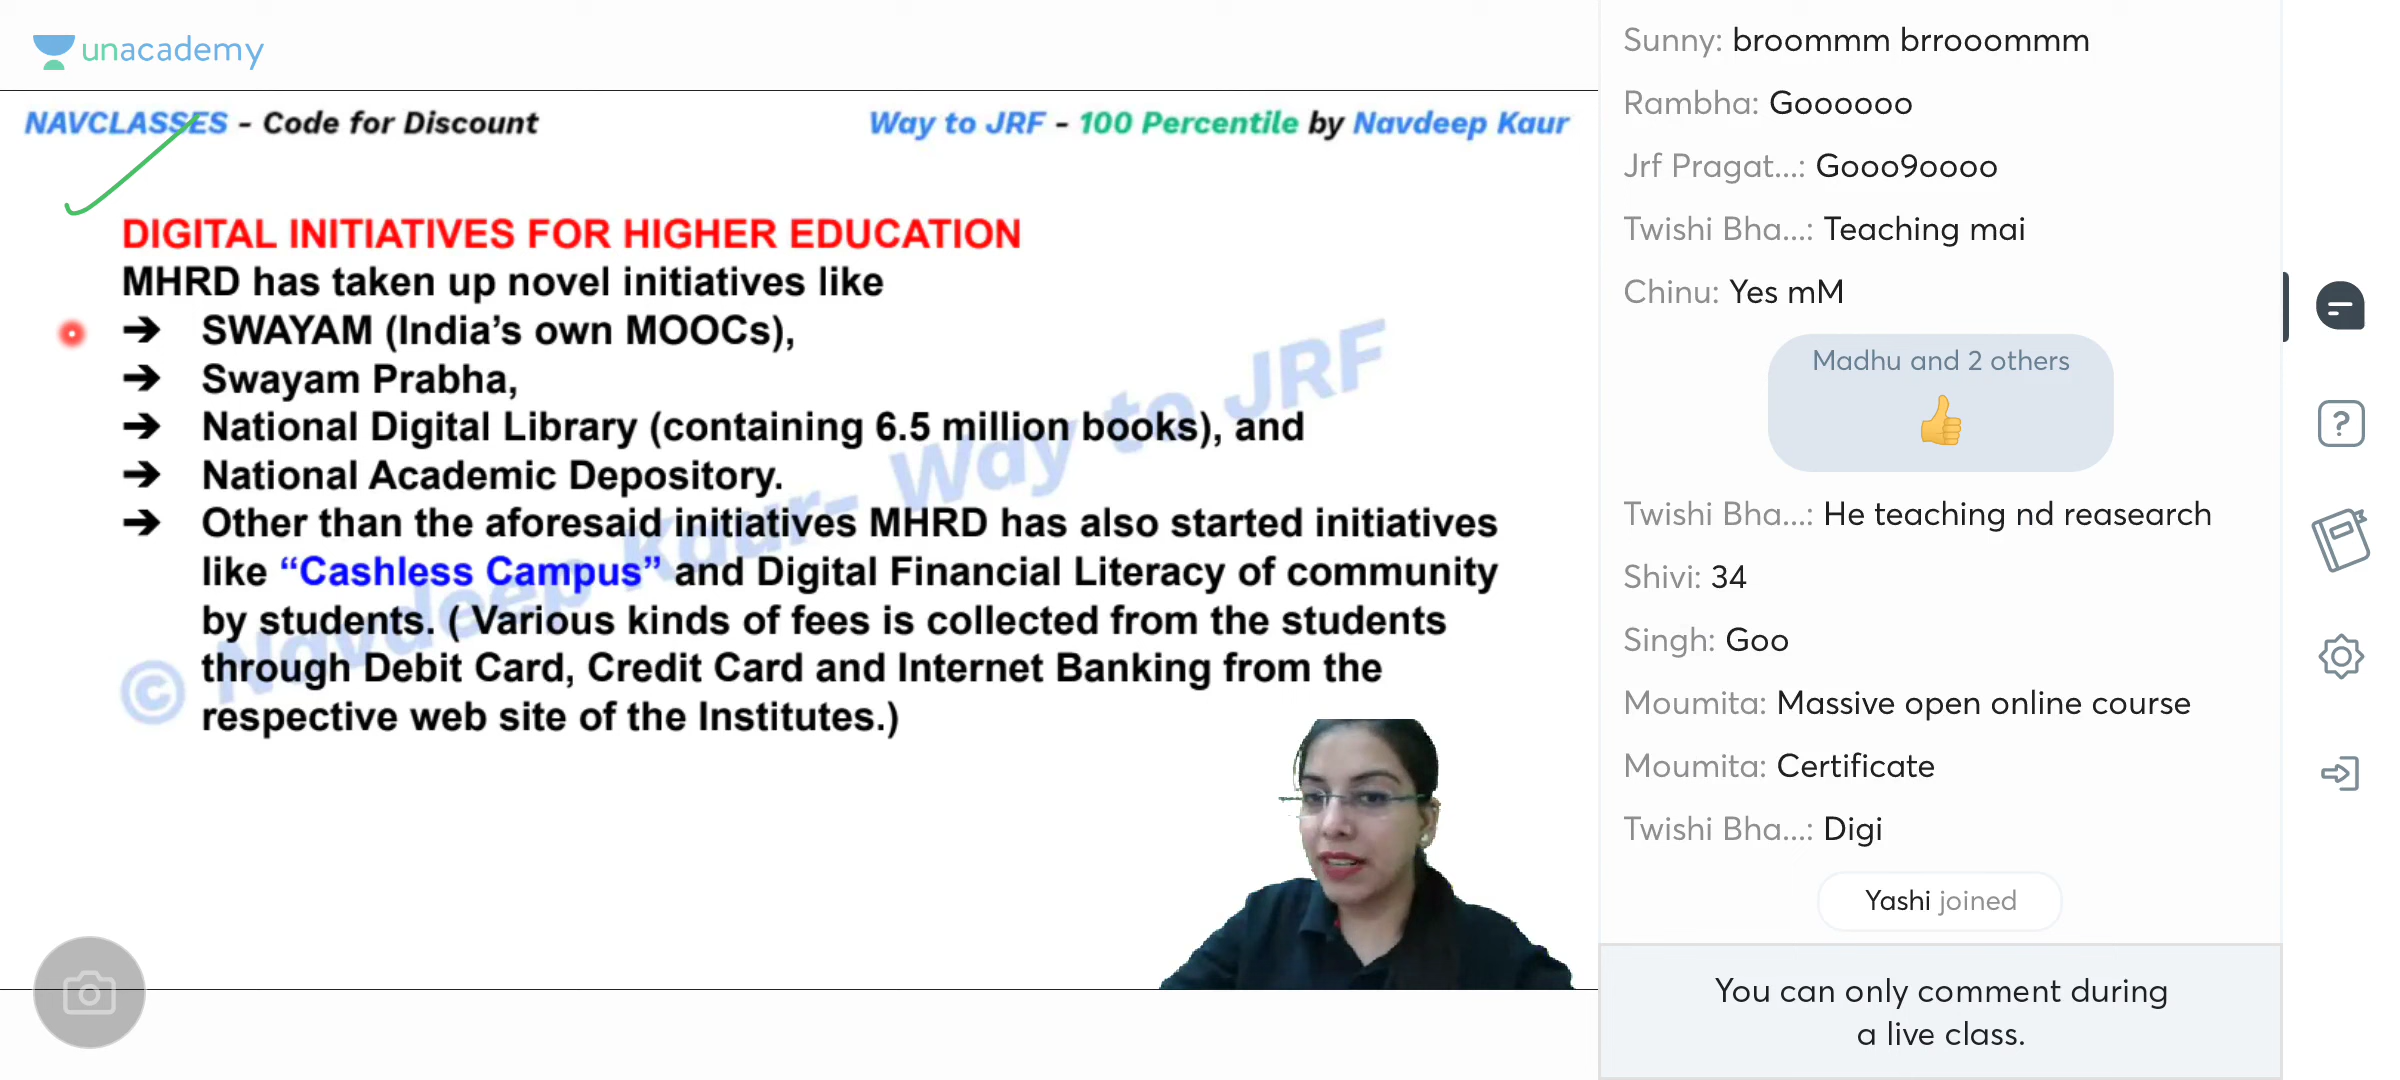 unacademy
NAVCLASSES - Code for Discount
Way to JRF - 100 Percentile by Navdeep Kaur
DIGITAL INITIATIVES FOR HIGHER EDUCATION
MHRD has taken up novel initiatives like
➔ SWAYAM (India's own MOOCs),
➔ Swayam Prabha,
➔ National Digital Library (containing 6.5 million books), and
➔ National Academic Depository.
➔ Other than the aforesaid initiatives MHRD has also started initiatives
like “Cashless Campus” and Digital Financial Literacy of community
by students. ( Various kinds of fees is collected from the students
through Debit Card, Credit Card and Internet Banking from the
respective web site of the Institutes.)
© Navdeep Kaur- Way to JRF
Sunny: broommm brrooommm
Rambha: Goooooo
Jrf Pragat...: Gooo9oooo
Twishi Bha...: Teaching mai
Chinu: Yes mM
Madhu and 2 others
Twishi Bha...: He teaching nd reasearch
Shivi: 34
Singh: Goo
Moumita: Massive open online course
Moumita: Certificate
Twishi Bha...: Digi
Yashi joined
You can only comment during
a live class.